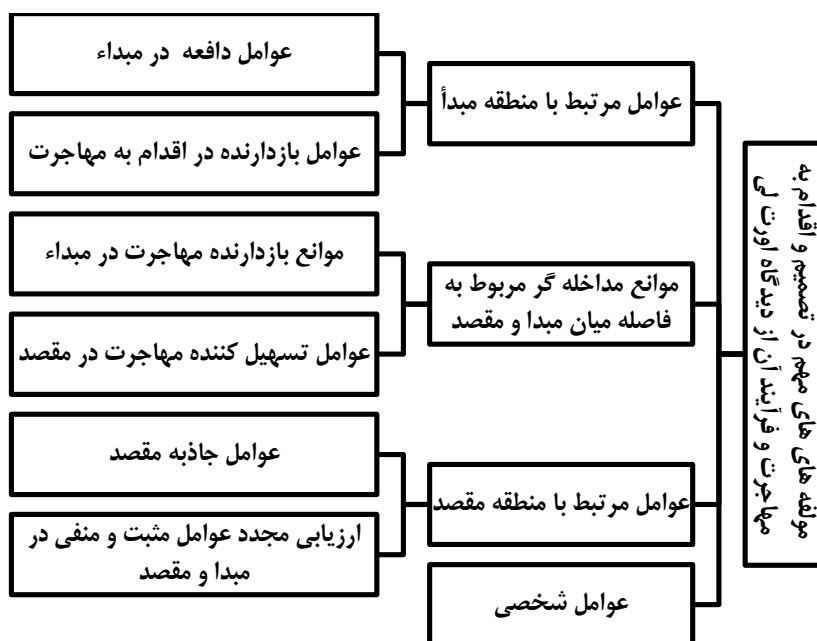 مولفه های های مهم در تصمیم و اقدام به
مهاجرت و فرآیند آن از دیدگاه اورت لی
عوامل مرتبط با منطقه مبدأ
عوامل دافعه در مبداء
عوامل بازدارنده در اقدام به مهاجرت
موانع مداخله گر مربوط به
فاصله میان مبدا و مقصد
موانع بازدارنده مهاجرت در مبداء
عوامل تسهیل کننده مهاجرت در مقصد
عوامل مرتبط با منطقه مقصد
عوامل جاذبه مقصد
ارزیابی مجدد عوامل مثبت و منفی در
مبدا و مقصد
عوامل شخصی